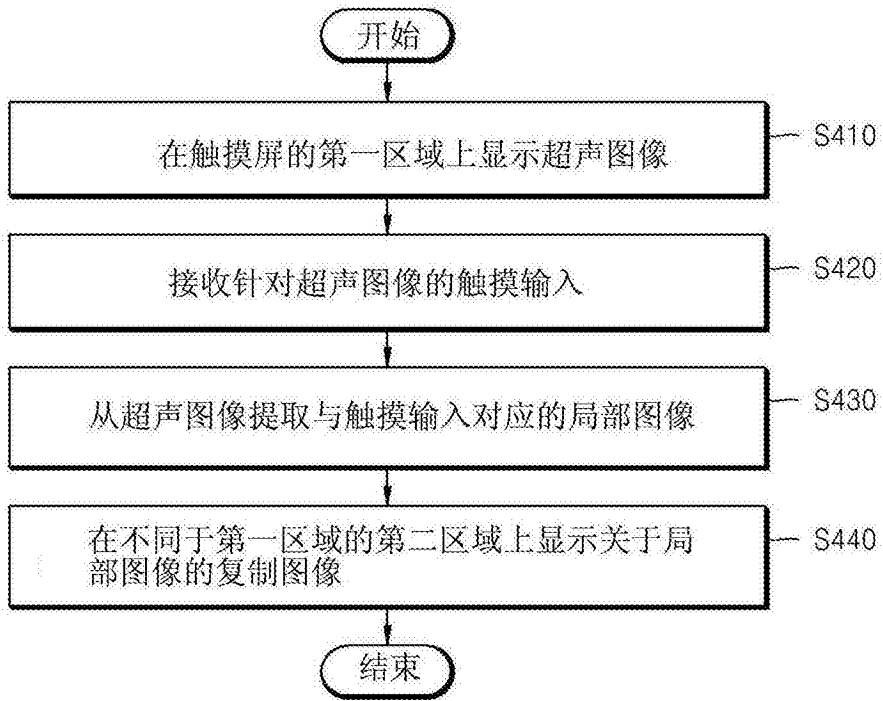 开始
在触摸屏的第一区域上显示超声图像
S410
接收针对超声图像的触摸输入
S420
从超声图像提取与触摸输入对应的局部图像
S430
在不同于第一区域的第二区域上显示关于局
部图像的复制图像
S440
结束